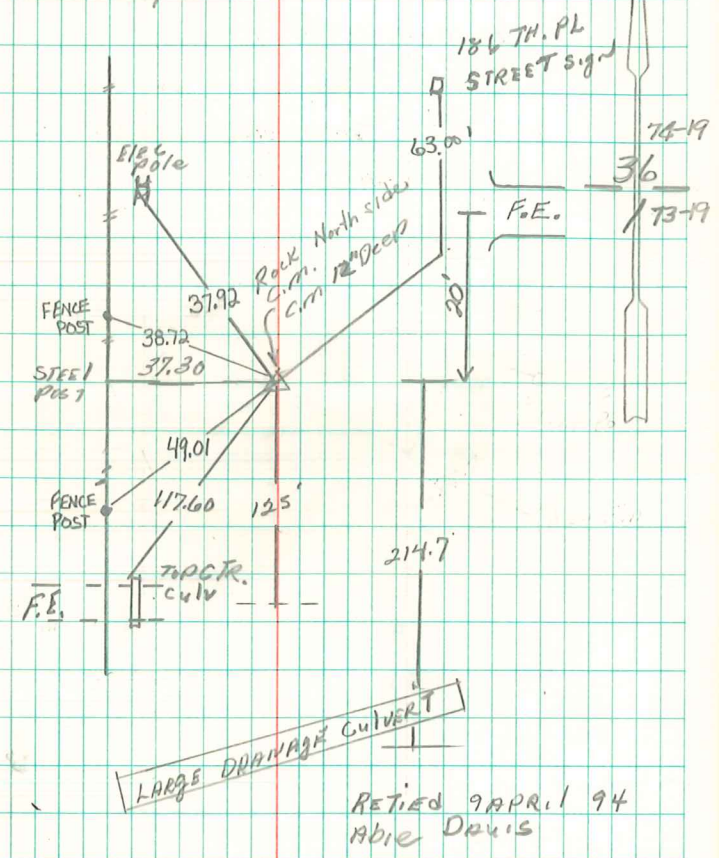 186 TH. PL
STREET Sign
63.00'
74-19
36
73-19
F.E.
Elec
Pole
Rock North side
C.M.
C.M 12" Deep
37.92
20'
FENCE
POST
38.72
37.30
STEEl
POST
49.01
FENCE
POST
117.60
125'
214.7
TOP CTR.
Culv
F.E.
LARGE DRANAGE CulVERT
RETIED 9 APRil 94
Abie DAVIS